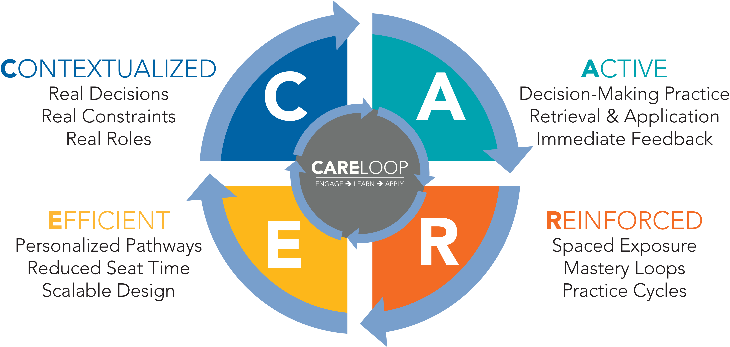 CONTEXTUALIZED
Real Decisions
Real Constraints
Real Roles
ACTIVE
Decision-Making Practice
Retrieval & Application
Immediate Feedback
C
A
CARELOOP
ENGAGE → LEARN → APPLY
E
R
EFFICIENT
Personalized Pathways
Reduced Seat Time
Scalable Design
REINFORCED
Spaced Exposure
Mastery Loops
Practice Cycles